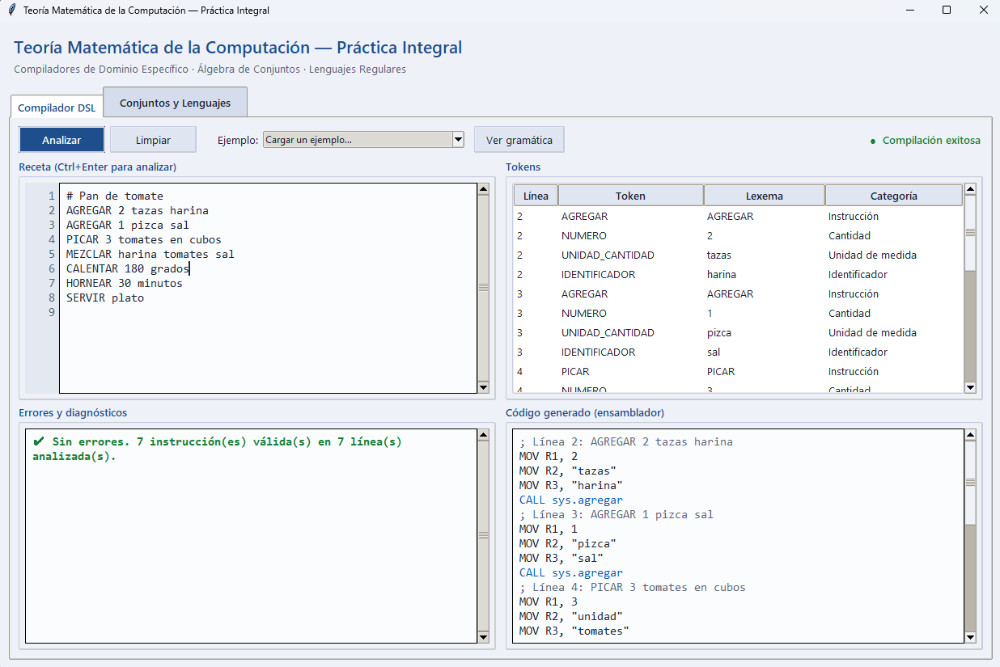 Teoría Matemática de la Computación — Práctica Integral
Teoría Matemática de la Computación — Práctica Integral
Compiladores de Dominio Específico · Álgebra de Conjuntos · Lenguajes Regulares
Compilador DSL
Conjuntos y Lenguajes
Analizar
Limpiar
Ejemplo:
Cargar un ejemplo...
Ver gramática
● Compilación exitosa
Receta (Ctrl+Enter para analizar)
1 # Pan de tomate
2 AGREGAR 2 tazas harina
3 AGREGAR 1 pizca sal
4 PICAR 3 tomates en cubos
5 MEZCLAR harina tomates sal
6 CALENTAR 180 grados
7 HORNEAR 30 minutos
8 SERVIR plato
9
Tokens
Línea Token Lexema Categoría
2 AGREGAR AGREGAR Instrucción
2 NUMERO 2 Cantidad
2 UNIDAD_CANTIDAD tazas Unidad de medida
2 IDENTIFICADOR harina Identificador
3 AGREGAR AGREGAR Instrucción
3 NUMERO 1 Cantidad
3 UNIDAD_CANTIDAD pizca Unidad de medida
3 IDENTIFICADOR sal Identificador
4 PICAR PICAR Instrucción
4 NUMERO 3 Cantidad
Errores y diagnósticos
✔ Sin errores. 7 instrucción(es) válida(s) en 7 línea(s)
analizada(s).
Código generado (ensamblador)
; Línea 2: AGREGAR 2 tazas harina
MOV R1, 2
MOV R2, "tazas"
MOV R3, "harina"
CALL sys.agregar
; Línea 3: AGREGAR 1 pizca sal
MOV R1, 1
MOV R2, "pizca"
MOV R3, "sal"
CALL sys.agregar
; Línea 4: PICAR 3 tomates en cubos
MOV R1, 3
MOV R2, "unidad"
MOV R3, "tomates"